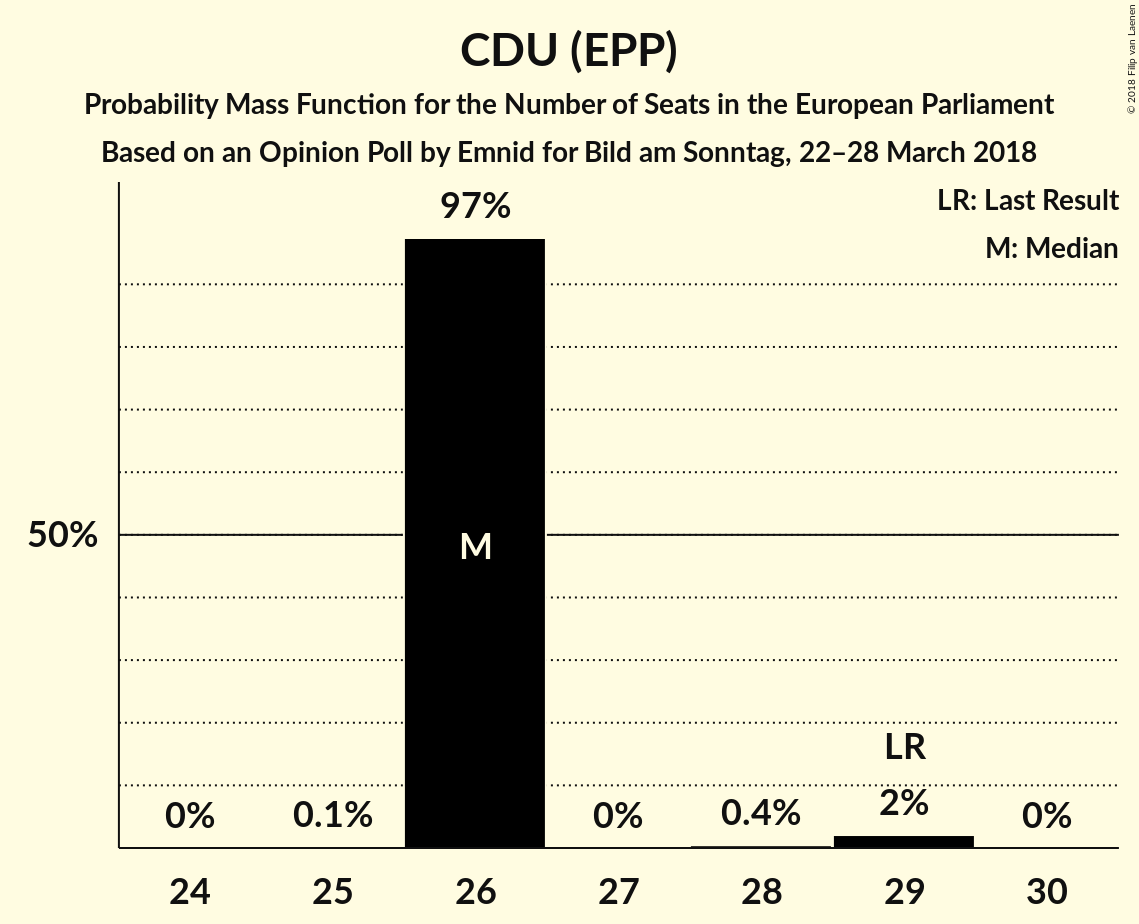 CDU (EPP)
Probability Mass Function for the Number of Seats in the European Parliament
Based on an Opinion Poll by Emnid for Bild am Sonntag, 22–28 March 2018
© 2018 Filip van Laenen
LR: Last Result
M: Median
97%
50%
M
LR
0%
0.1%
0%
0.4%
2%
0%
24
25
26
27
28
29
30